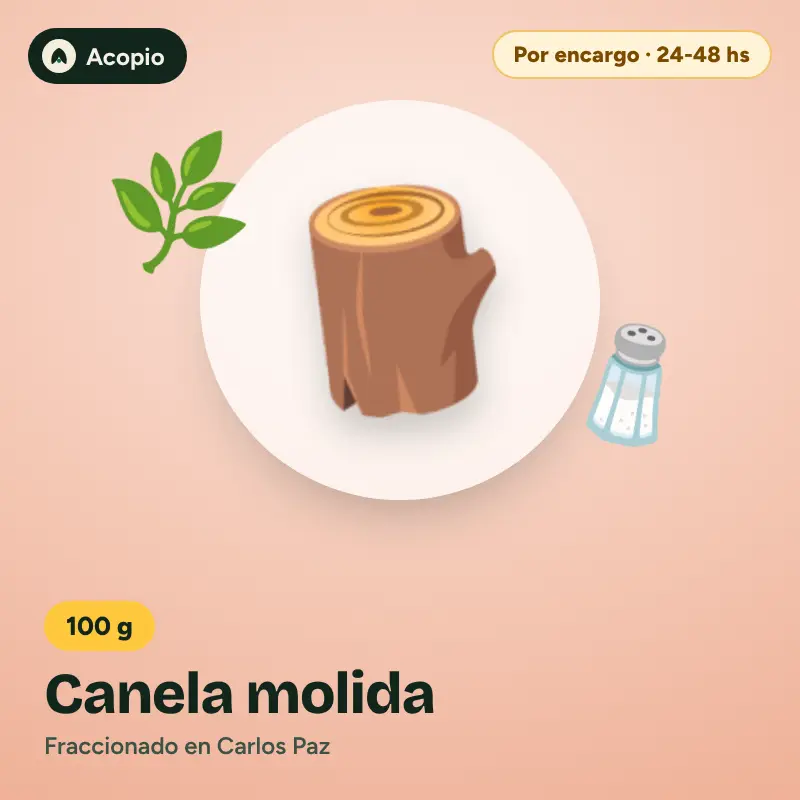 Acopio
Por encargo · 24-48 hs
100 g
Canela molida
Fraccionado en Carlos Paz